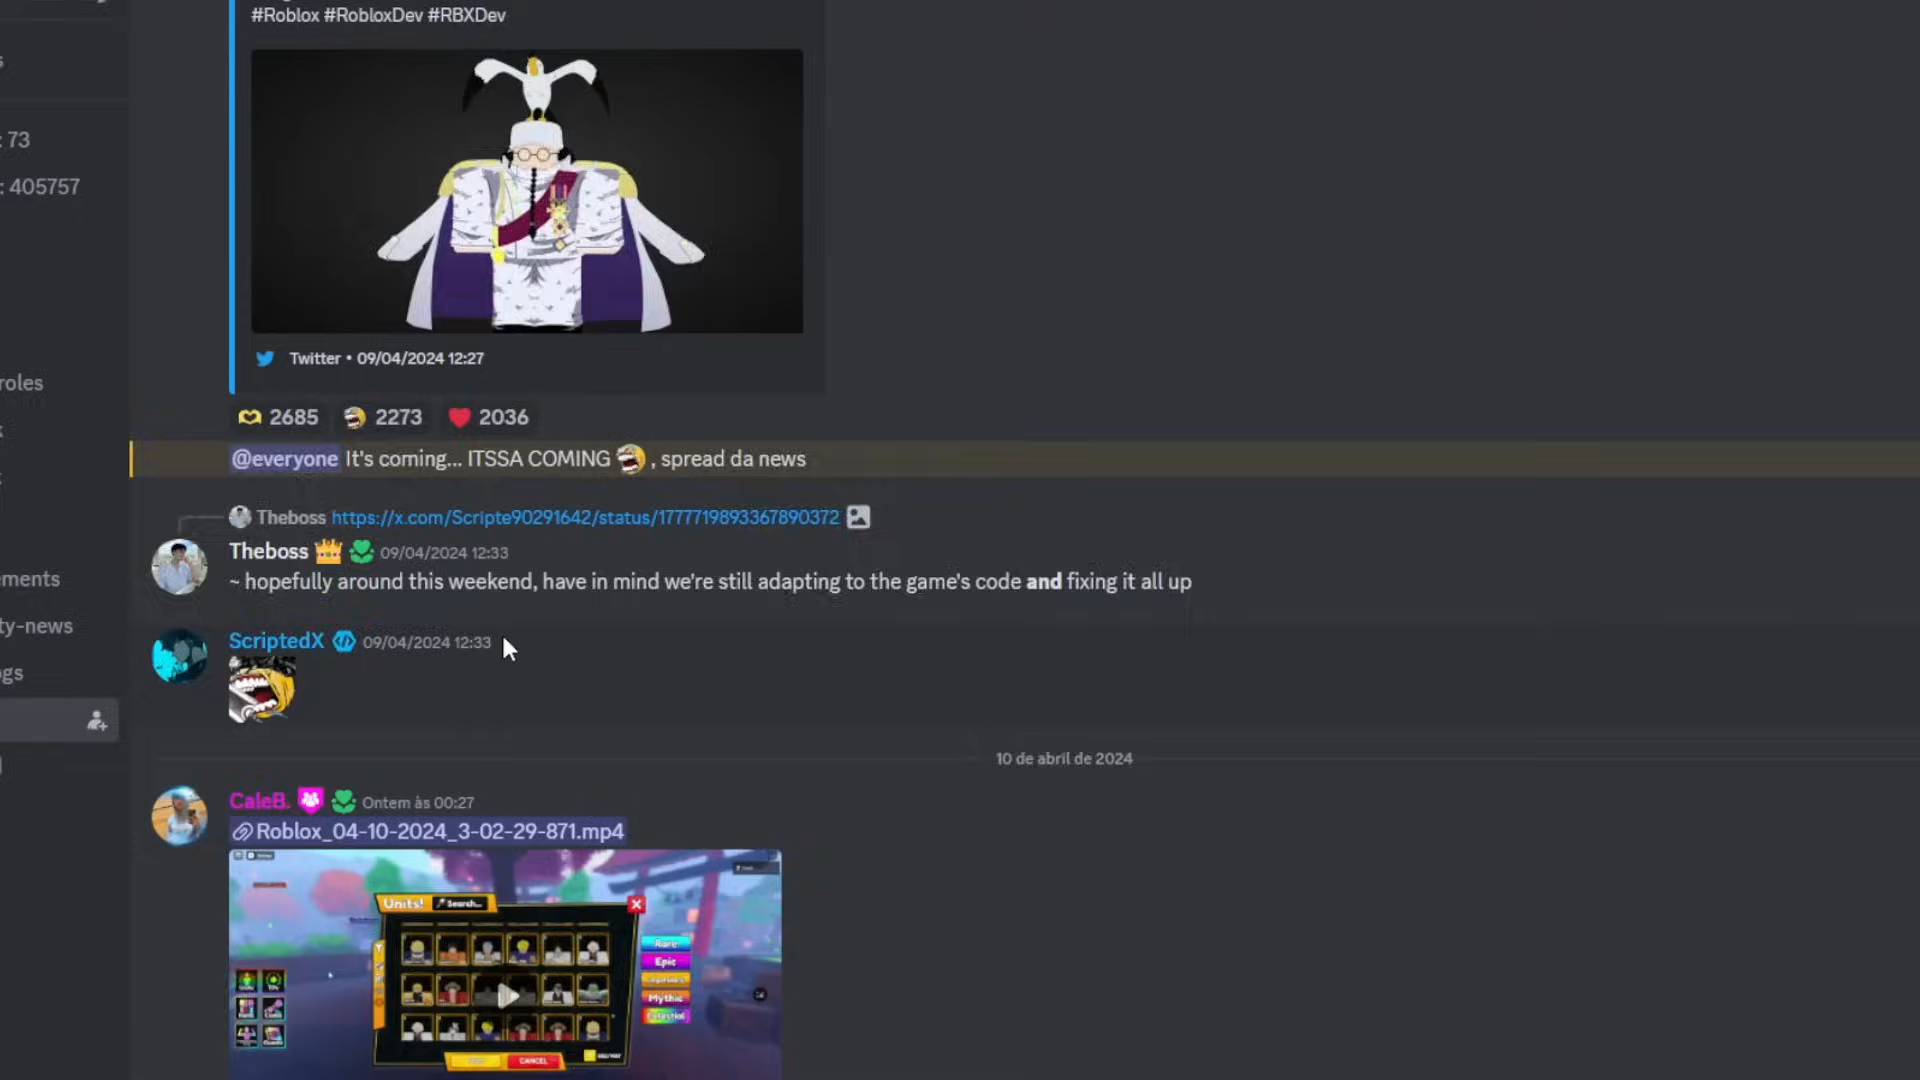 #Roblox #RobloxDev #RBXDev
: 73
: 405757
roles
ements
ty-news
gs
Twitter • 09/04/2024 12:27
2685 2273 2036
@everyone It's coming... ITSSA COMING , spread da news
Theboss https://x.com/Scripte90291642/status/1777719893367890372
Theboss 09/04/2024 12:33
~ hopefully around this weekend, have in mind we're still adapting to the game's code and fixing it all up
ScriptedX 09/04/2024 12:33
10 de abril de 2024
CaleB. Ontem às 00:27
Roblox_04-10-2024_3-02-29-871.mp4
Units! Search...
Rare
Epic
Mythic
Celestial
CANCEL